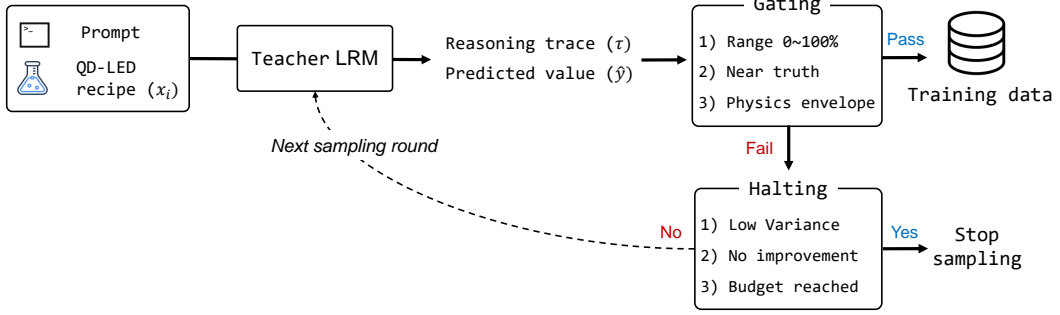 Prompt
QD-LED
recipe (x_i)
Teacher LRM
Reasoning trace (τ)
Predicted value (ŷ)
Gating
1) Range 0~100%
2) Near truth
3) Physics envelope
Pass
Training data
Next sampling round
Fail
Halting
1) Low Variance
2) No improvement
3) Budget reached
No
Yes
Stop
sampling